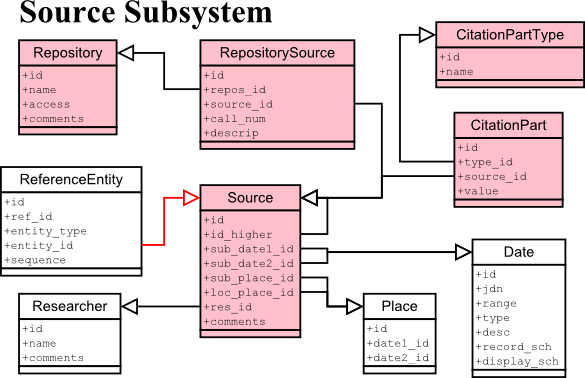 Source Subsystem
Repository
+id
+name
+access
+comments
RepositorySource
+id
+repos_id
+source_id
+call_num
+descrip
CitationPartType
+id
+name
CitationPart
+id
+type_id
+source_id
+value
ReferenceEntity
+id
+ref_id
+entity_type
+entity_id
+sequence
Source
+id
+id_higher
+sub_date1_id
+sub_date2_id
+sub_place_id
+loc_place_id
+res_id
+comments
Date
+id
+jdn
+range
+type
+desc
+record_sch
+display_sch
Researcher
+id
+name
+comments
Place
+id
+date1_id
+date2_id